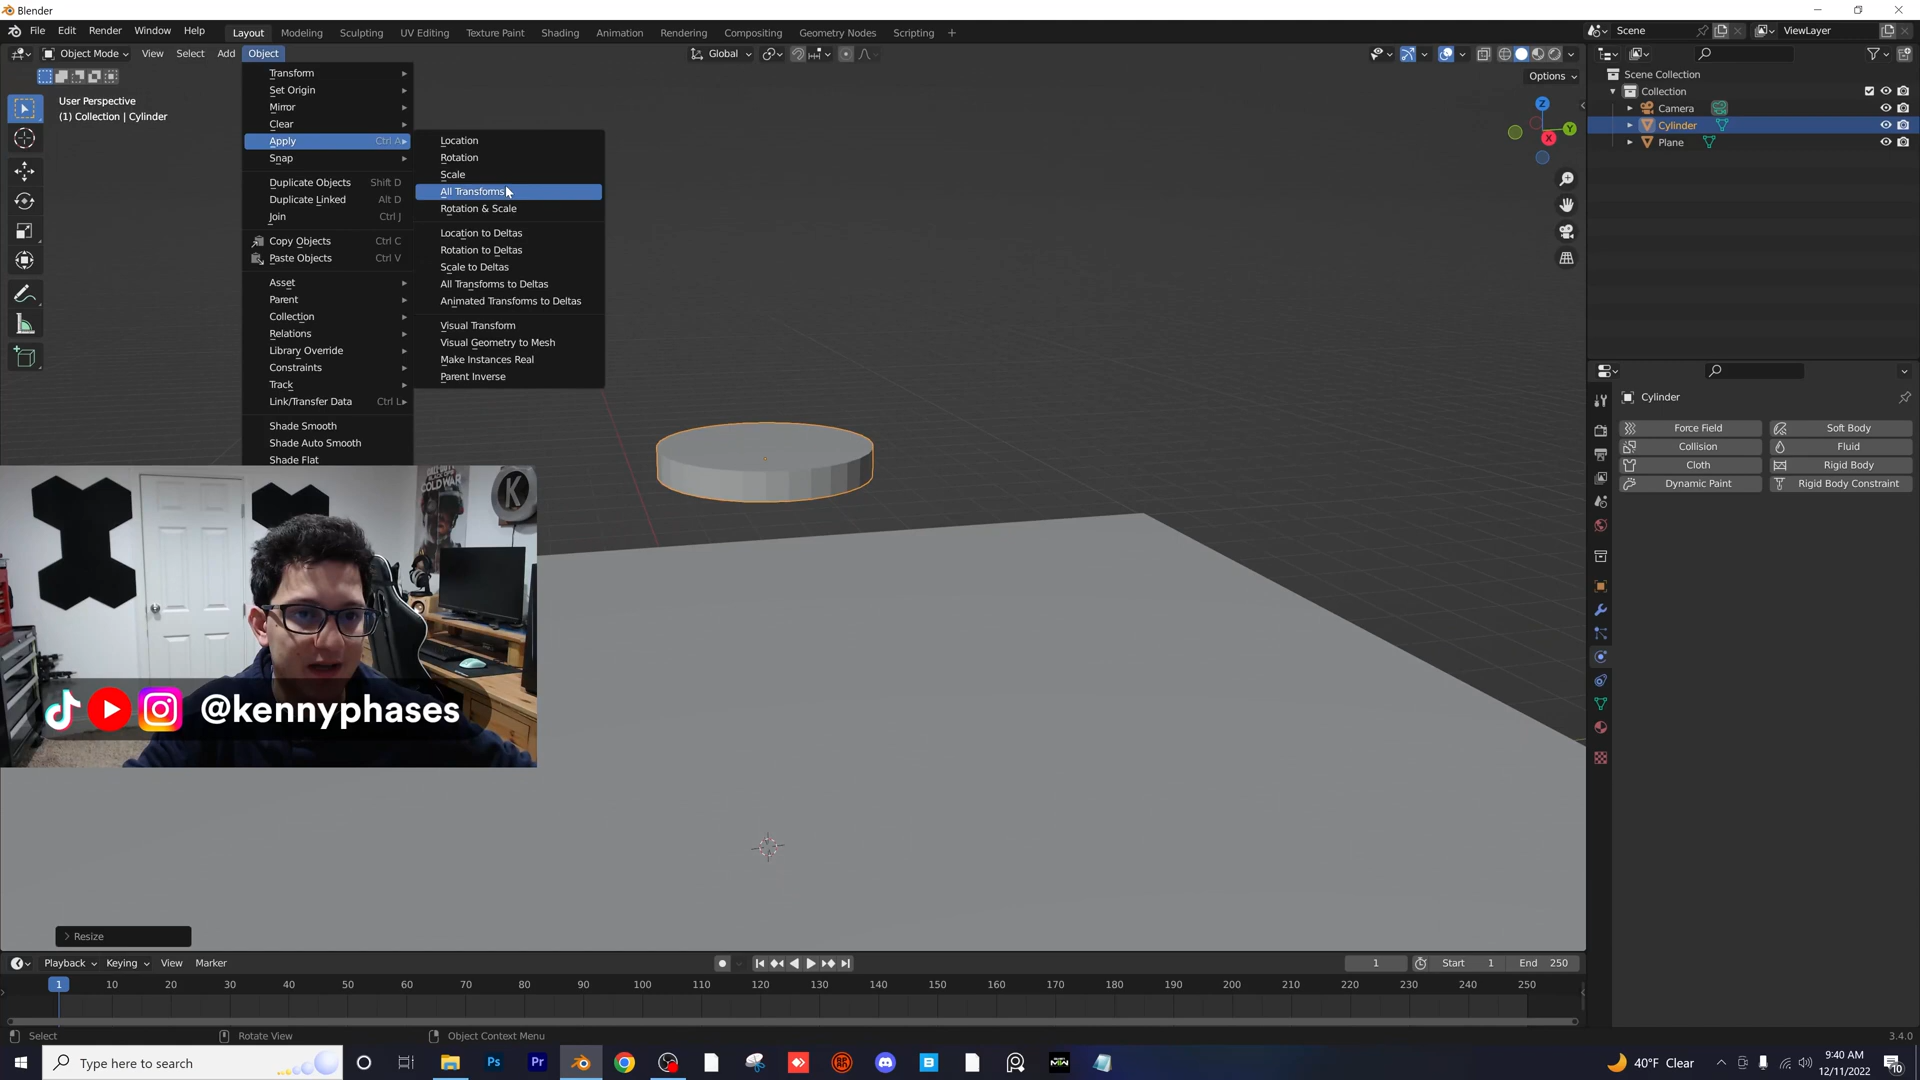 Blender
File Edit Render Window Help Layout Modeling Sculpting UV Editing Texture Paint Shading Animation Rendering Compositing Geometry Nodes Scripting + Scene ViewLayer
Object Mode View Select Add Object Global
Options
User Perspective
(1) Collection | Cylinder
Transform
Set Origin
Mirror
Clear
Apply Ctrl A
Snap
Duplicate Objects Shift D
Duplicate Linked Alt D
Join Ctrl J
Copy Objects Ctrl C
Paste Objects Ctrl V
Asset
Parent
Collection
Relations
Library Override
Constraints
Track
Link/Transfer Data Ctrl L
Shade Smooth
Shade Auto Smooth
Shade Flat
Location
Rotation
Scale
All Transforms
Rotation & Scale
Location to Deltas
Rotation to Deltas
Scale to Deltas
All Transforms to Deltas
Animated Transforms to Deltas
Visual Transform
Visual Geometry to Mesh
Make Instances Real
Parent Inverse
Z
Y
X
Scene Collection
Collection
Camera
Cylinder
Plane
Cylinder
Force Field Soft Body
Collision Fluid
Cloth Rigid Body
Dynamic Paint Rigid Body Constraint
COLD WAR
K
@kennyphases
Resize
Playback Keying View Marker 1 Start 1 End 250
1 10 20 30 40 50 60 70 80 90 100 110 120 130 140 150 160 170 180 190 200 210 220 230 240 250
Select Rotate View Object Context Menu 3.4.0
Type here to search Ps Pr 40°F Clear 9:40 AM
12/11/2022
10